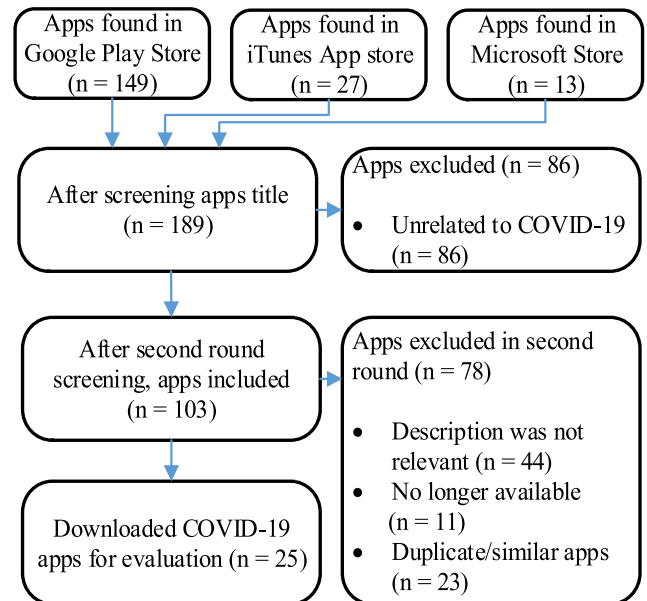 Apps found in
Google Play Store
(n = 149)
Apps found in
iTunes App store
(n = 27)
Apps found in
Microsoft Store
(n = 13)
After screening apps title
(n = 189)
Apps excluded (n = 86)
• Unrelated to COVID-19
(n = 86)
After second round
screening, apps included
(n = 103)
Apps excluded in second
round (n = 78)
• Description was not
relevant (n = 44)
• No longer available
(n = 11)
• Duplicate/similar apps
(n = 23)
Downloaded COVID-19
apps for evaluation (n = 25)